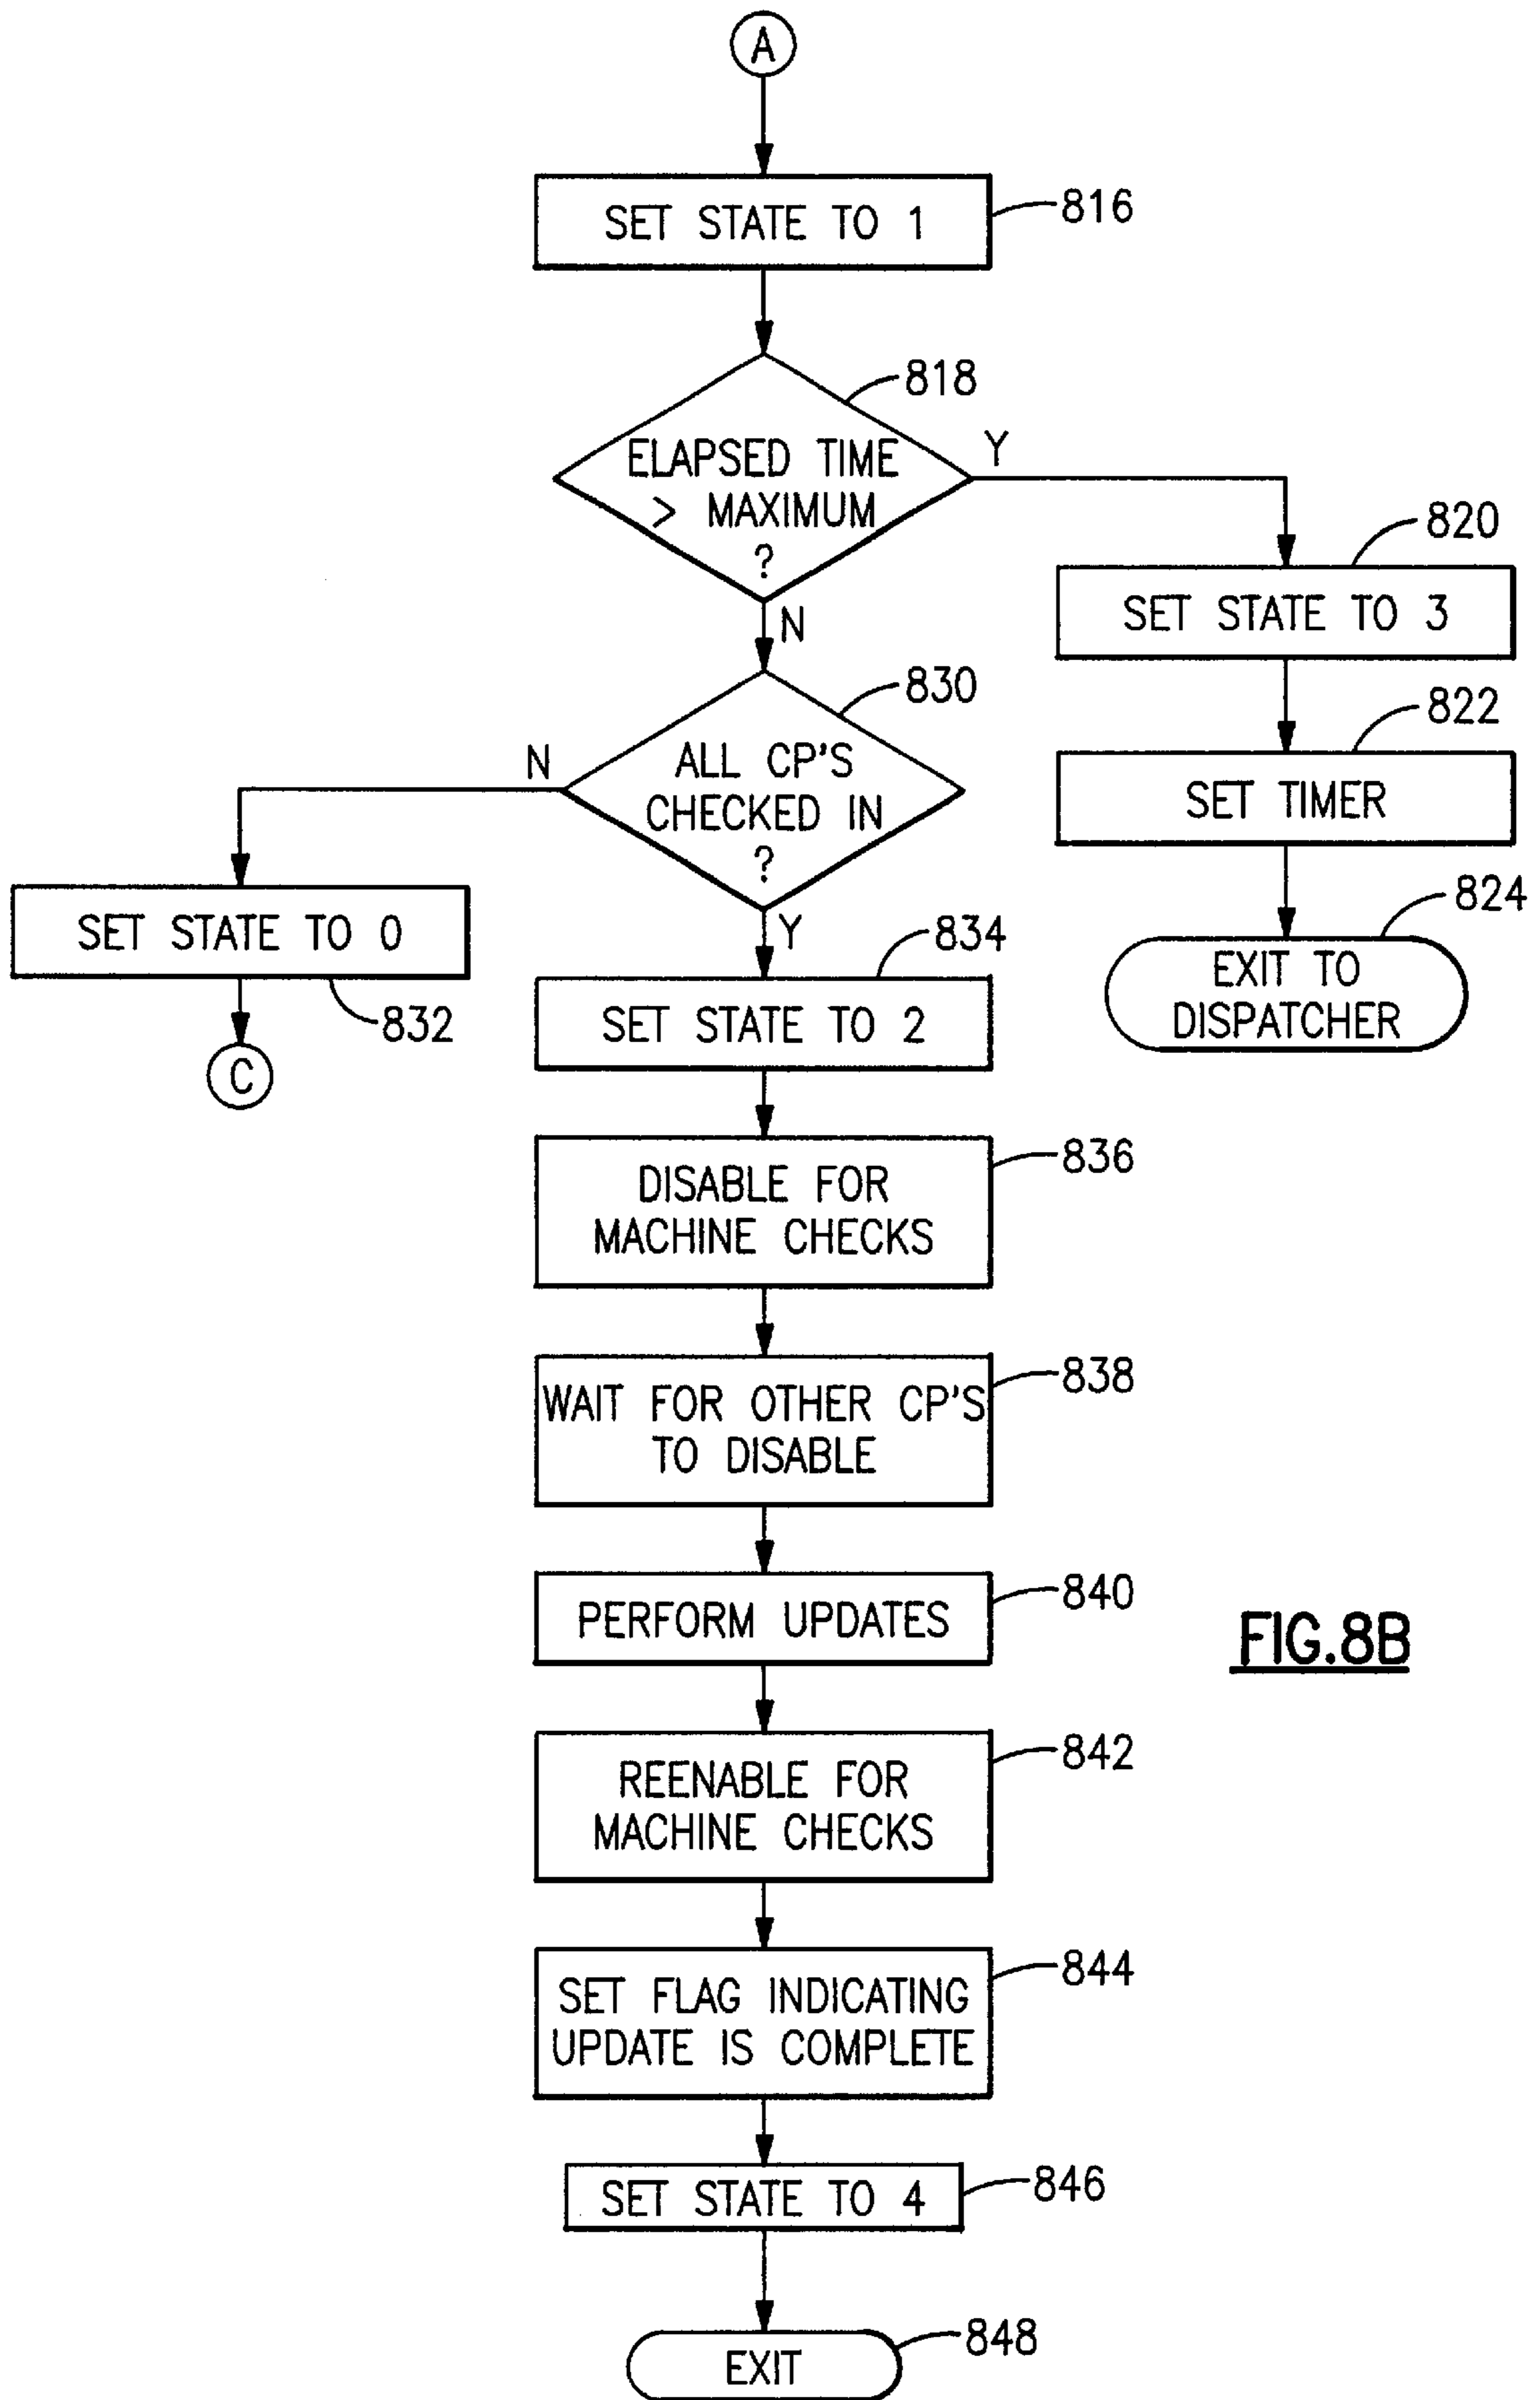 A
SET STATE TO 1
816
818
ELAPSED TIME
> MAXIMUM
?
Y
N
820
SET STATE TO 3
822
SET TIMER
824
EXIT TO
DISPATCHER
830
ALL CP'S
CHECKED IN
?
N
Y
SET STATE TO 0
832
C
834
SET STATE TO 2
836
DISABLE FOR
MACHINE CHECKS
838
WAIT FOR OTHER CP'S
TO DISABLE
840
PERFORM UPDATES
FIG.8B
842
REENABLE FOR
MACHINE CHECKS
844
SET FLAG INDICATING
UPDATE IS COMPLETE
846
SET STATE TO 4
848
EXIT